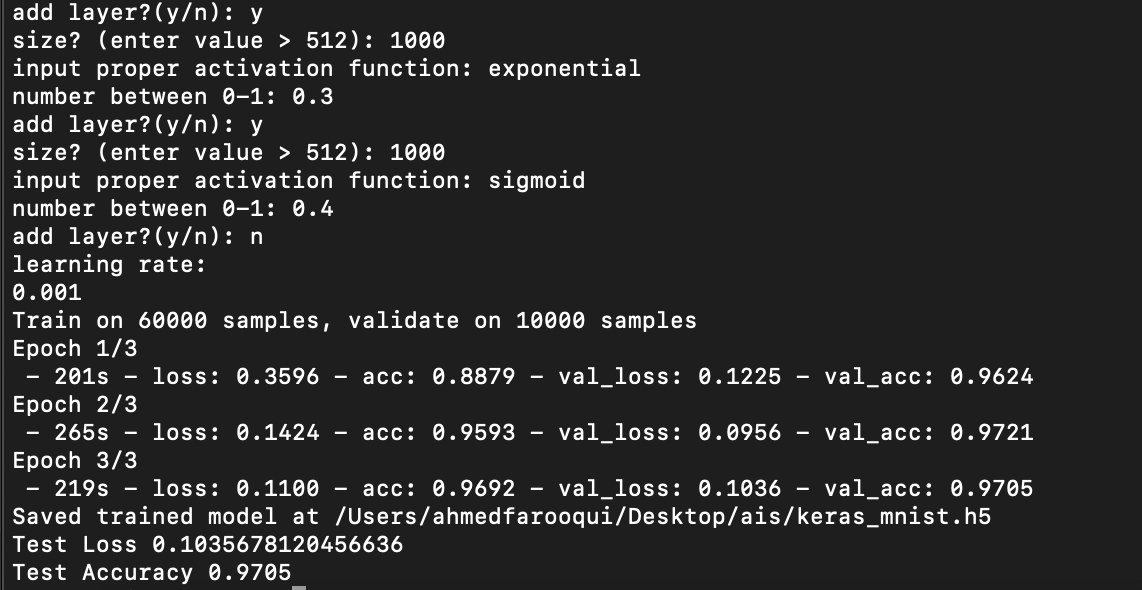 add layer?(y/n): y
size? (enter value > 512): 1000
input proper activation function: exponential
number between 0-1: 0.3
add layer?(y/n): y
size? (enter value > 512): 1000
input proper activation function: sigmoid
number between 0-1: 0.4
add layer?(y/n): n
learning rate:
0.001
Train on 60000 samples, validate on 10000 samples
Epoch 1/3
 - 201s - loss: 0.3596 - acc: 0.8879 - val_loss: 0.1225 - val_acc: 0.9624
Epoch 2/3
 - 265s - loss: 0.1424 - acc: 0.9593 - val_loss: 0.0956 - val_acc: 0.9721
Epoch 3/3
 - 219s - loss: 0.1100 - acc: 0.9692 - val_loss: 0.1036 - val_acc: 0.9705
Saved trained model at /Users/ahmedfarooqui/Desktop/ais/keras_mnist.h5
Test Loss 0.1035678120456636
Test Accuracy 0.9705